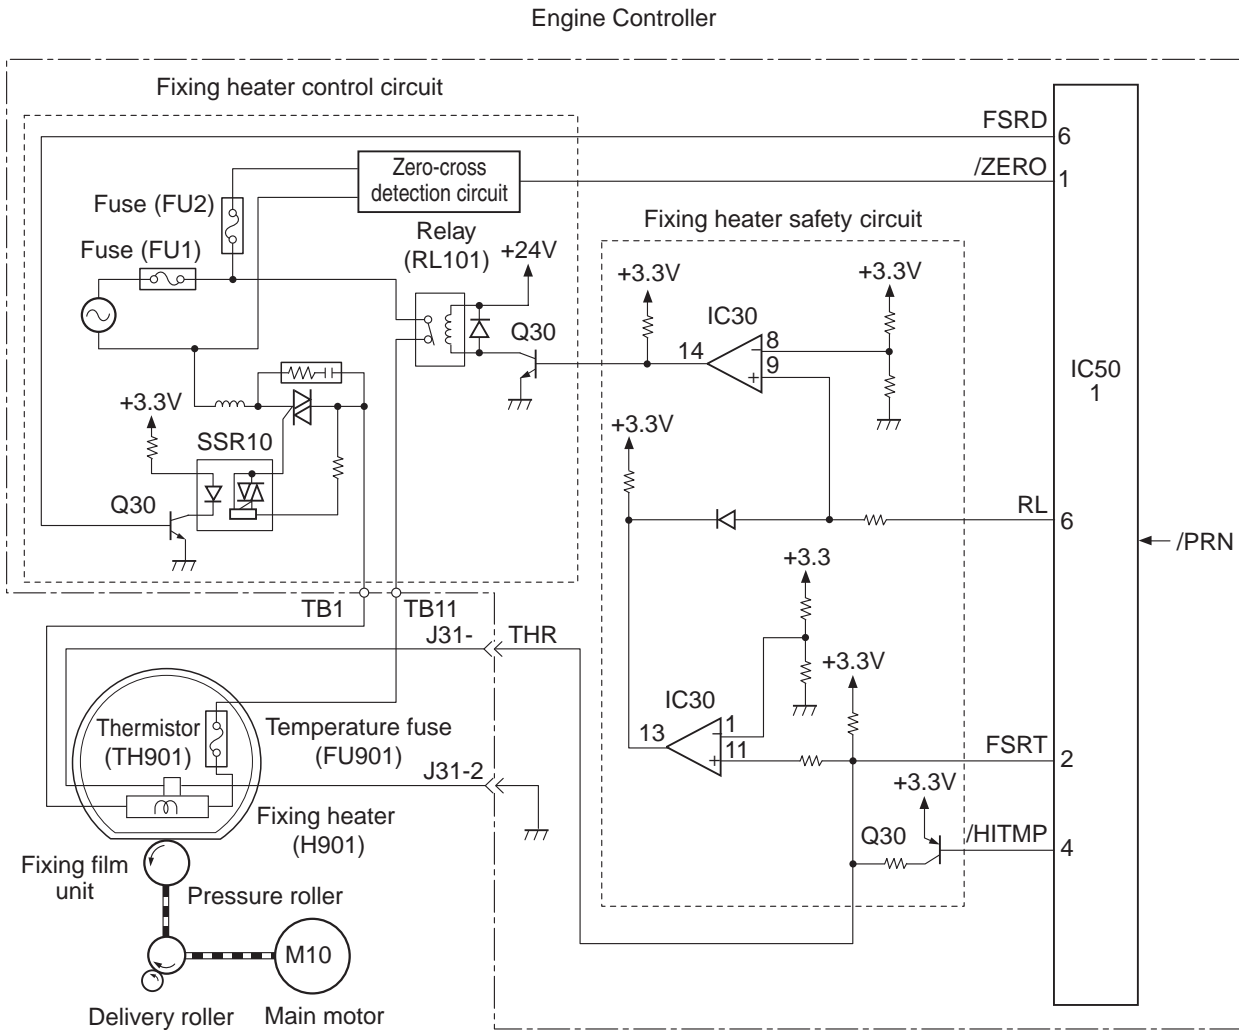 Engine Controller
Fixing heater control circuit
FSRD
6
Zero-cross
detection circuit
/ZERO
1
Fuse (FU2)
Fixing heater safety circuit
Relay
(RL101)
Fuse (FU1)
+24V
+3.3V
+3.3V
IC30
Q30
8
14
9
IC50
1
+3.3V
+3.3V
SSR10
Q30
RL
6
/PRN
+3.3
TB1
TB11
J31-
THR
+3.3V
IC30
Thermistor
(TH901)
Temperature fuse
(FU901)
13
1
11
FSRT
2
J31-2
+3.3V
Fixing heater
(H901)
Q30
/HITMP
4
Fixing film
unit
Pressure roller
M10
Delivery roller
Main motor